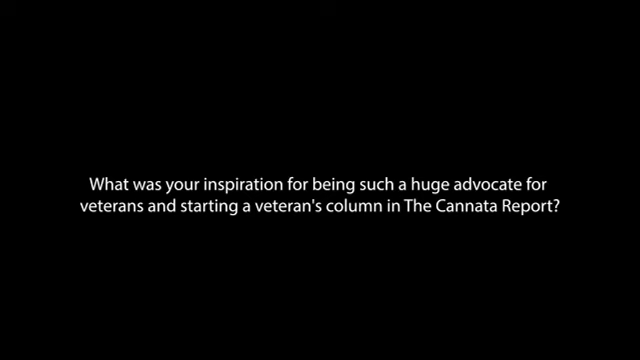 What was your inspiration for being such a huge advocate for
veterans and starting a veteran's column in The Cannata Report?